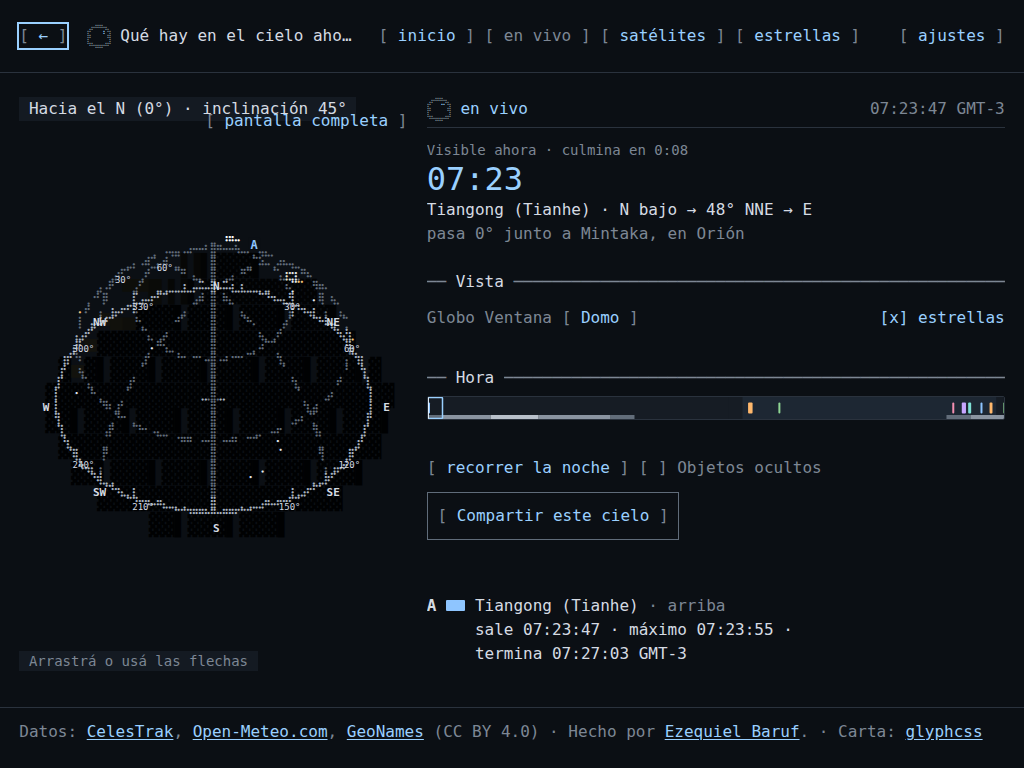 [ ← ] Qué hay en el cielo aho… [ inicio ] [ en vivo ] [ satélites ] [ estrellas ] [ ajustes ]
Hacia el N (0°) · inclinación 45°
[ pantalla completa ]
A
60°
30°
N
330°
30°
NW
NE
300°
60°
W
E
240°
120°
SW
SE
210°
150°
S
Arrastrá o usá las flechas
en vivo 07:23:47 GMT-3
Visible ahora · culmina en 0:08
07:23
Tiangong (Tianhe) · N bajo → 48° NNE → E
pasa 0° junto a Mintaka, en Orión
Vista
Globo Ventana [ Domo ] [x] estrellas
Hora
[ recorrer la noche ] [ ] Objetos ocultos
[ Compartir este cielo ]
A Tiangong (Tianhe) · arriba
sale 07:23:47 · máximo 07:23:55 ·
termina 07:27:03 GMT-3
Datos: CelesTrak, Open-Meteo.com, GeoNames (CC BY 4.0) · Hecho por Ezequiel Baruf. · Carta: glyphcss